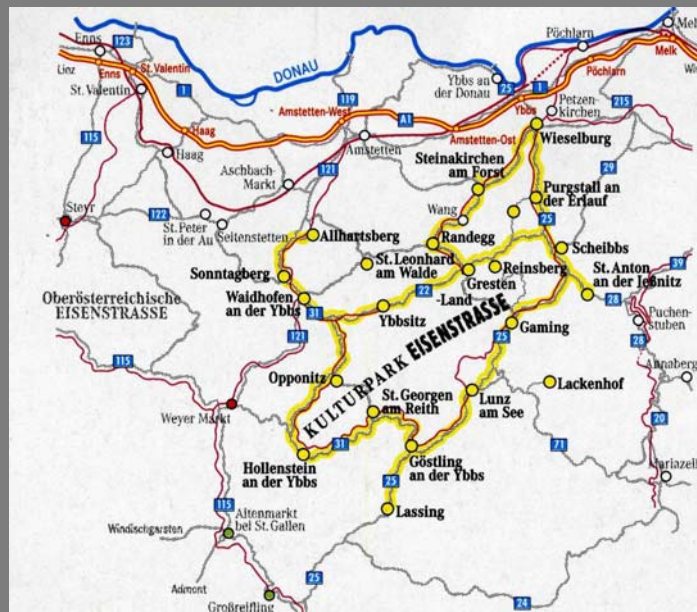 Enns
123
Linz
Enns
St. Valentin
St. Valentin
1
DONAU
Ybbs an
der Donau
25
1
Pöchlarn
Pöchlarn
Mel
Melk
Ybbs
Petzen-
kirchen
215
115
Haag
Haag
Amstetten-West
119
A1
Amstetten
Amstetten-Ost
121
Aschbach-
Markt
Steyr
122
St. Peter
in der Au
Seitenstetten
Wieselburg
Steinakirchen
am Forst
29
Purgstall an
der Erlauf
25
Wang
Allhartsberg
Randegg
St. Leonhard
am Walde
Scheibbs
Sonntagberg
Reinsberg
Gresten
-Land
St. Anton
an der Jeßnitz
39
Oberösterreichische
EISENSTRASSE
Waidhofen
an der Ybbs
31
22
Ybbsitz
28
Puchen-
stuben
121
Gaming
25
28
KULTURPARK EISENSTRASSE
115
Annaberg
Opponitz
Lackenhof
Weyer Markt
St. Georgen
am Reith
Lunz
am See
20
31
71
Hollenstein
an der Ybbs
Göstling
an der Ybbs
Mariazell
25
115
Lassing
Altenmarkt
bei St. Gallen
Windischgarsten
Admont
25
Großreifling
24